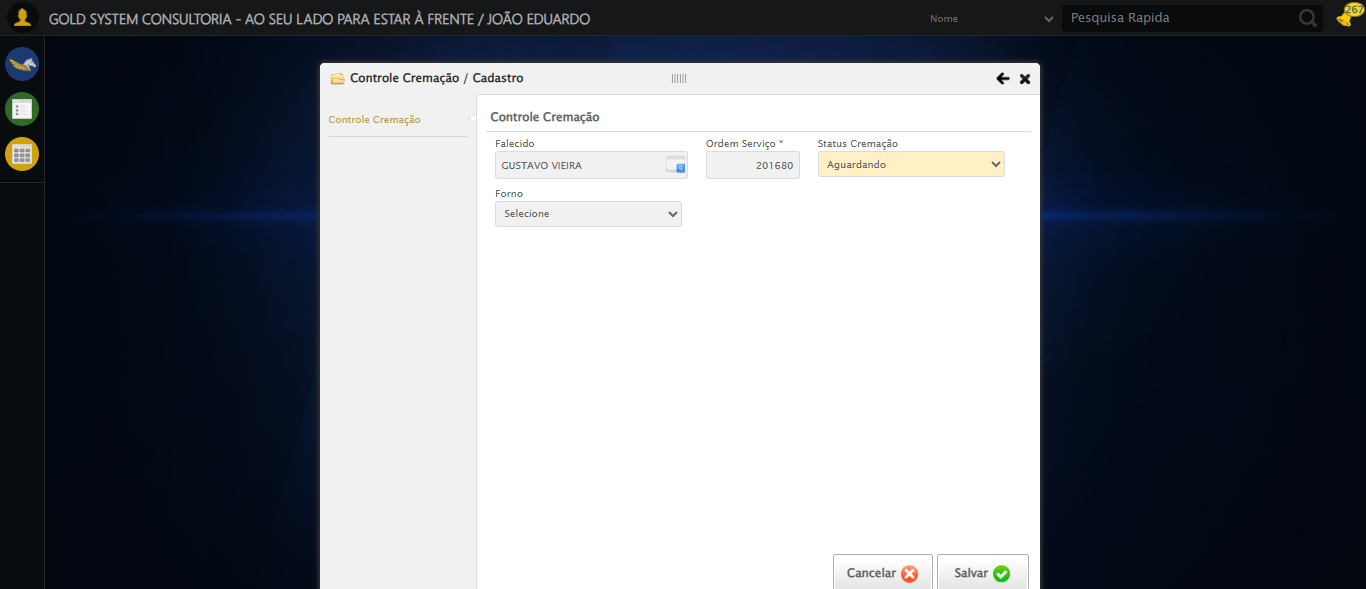 GOLD SYSTEM CONSULTORIA - AO SEU LADO PARA ESTAR À FRENTE / JOÃO EDUARDO
Nome
Pesquisa Rapida
267
Controle Cremação / Cadastro
Controle Cremação
Controle Cremação
Falecido
Ordem Serviço *
Status Cremação
GUSTAVO VIEIRA
201680
Aguardando
Forno
Selecione
Cancelar
Salvar